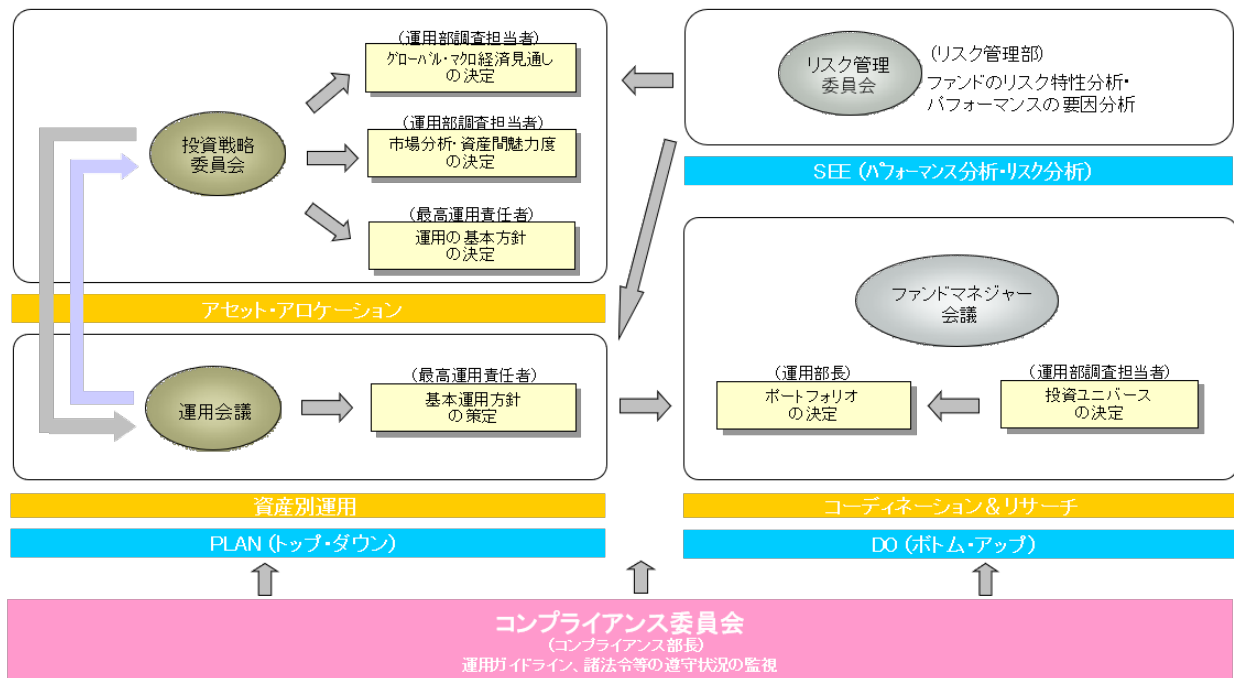 (運用部調査担当者)
グローバル・マクロ経済見通し
の決定
(運用部調査担当者)
市場分析・資産間魅力度
の決定
投資戦略
委員会
(最高運用責任者)
運用の基本方針
の決定
アセット・アロケーション
(最高運用責任者)
基本運用方針
の策定
運用会議
資産別運用
PLAN (トップ・ダウン)
リスク管理
委員会
(リスク管理部)
ファンドのリスク特性分析・
パフォーマンスの要因分析
SEE (パフォーマンス分析・リスク分析)
ファンドマネジャー
会議
(運用部長)
ポートフォリオ
の決定
(運用部調査担当者)
投資ユニバース
の決定
コーディネーション&リサーチ
DO (ボトム・アップ)
コンプライアンス委員会
(コンプライアンス部長)
運用ガイドライン、諸法令等の遵守状況の監視